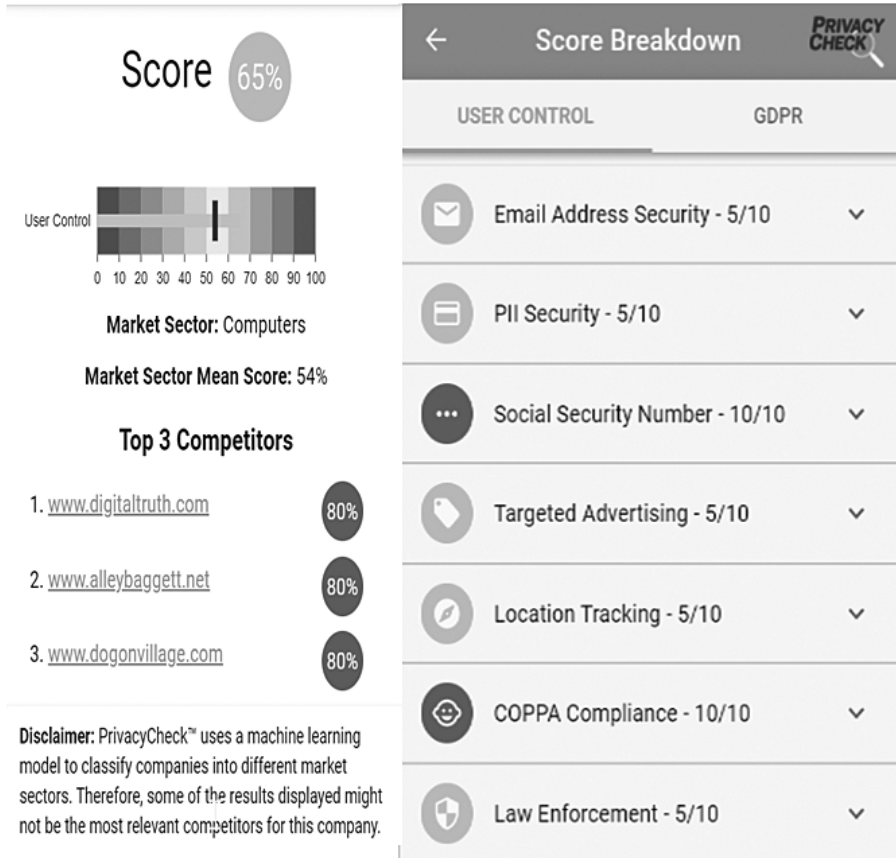 Score 65%
User Control
0 10 20 30 40 50 60 70 80 90 100
Market Sector: Computers
Market Sector Mean Score: 54%
Top 3 Competitors
1. www.digitaltruth.com 80%
2. www.alleybaggett.net 80%
3. www.dogonvillage.com 80%
Disclaimer: PrivacyCheck™ uses a machine learning
model to classify companies into different market
sectors. Therefore, some of the results displayed might
not be the most relevant competitors for this company.
Score Breakdown
PRIVACY
CHECK
USER CONTROL GDPR
Email Address Security - 5/10
PII Security - 5/10
Social Security Number - 10/10
Targeted Advertising - 5/10
Location Tracking - 5/10
COPPA Compliance - 10/10
Law Enforcement - 5/10